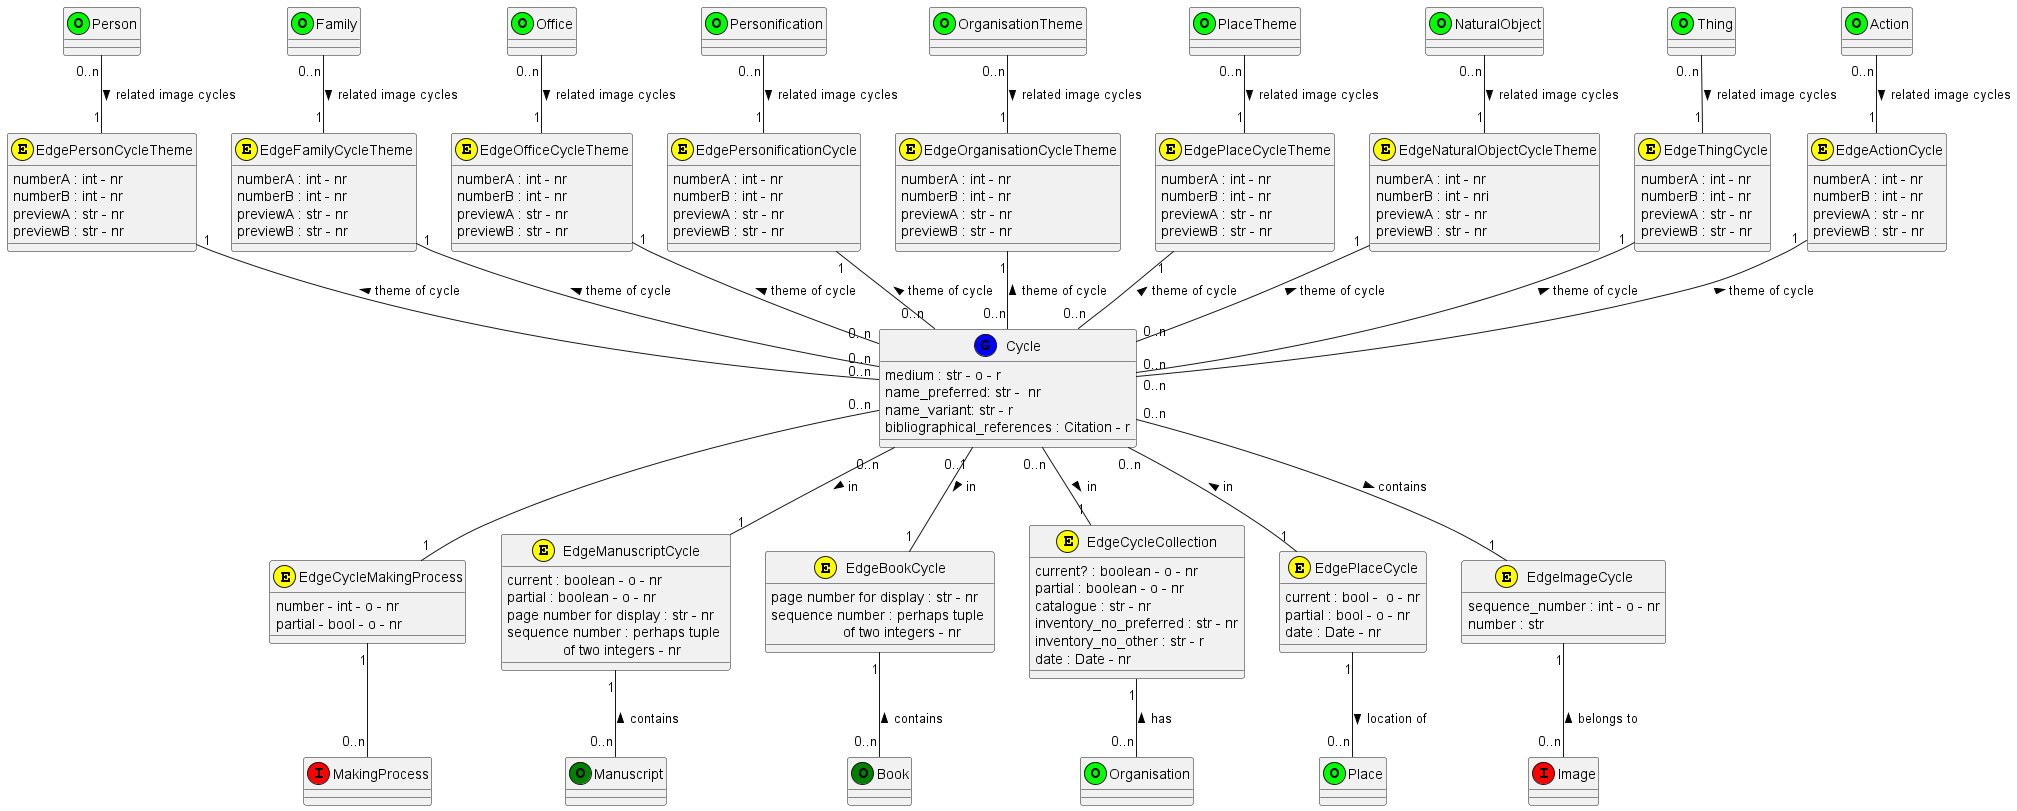 O Person
O Family
O Office
O Personification
O OrganisationTheme
O PlaceTheme
O NaturalObject
O Thing
O Action
0..n
0..n
0..n
0..n
0..n
0..n
0..n
0..n
0..n
related image cycles
related image cycles
related image cycles
related image cycles
related image cycles
related image cycles
related image cycles
related image cycles
related image cycles
1
1
1
1
1
1
1
1
1
E EdgePersonCycleTheme
numberA : int - nr
numberB : int - nr
previewA : str - nr
previewB : str - nr
E EdgeFamilyCycleTheme
numberA : int - nr
numberB : int - nr
previewA : str - nr
previewB : str - nr
E EdgeOfficeCycleTheme
numberA : int - nr
numberB : int - nr
previewA : str - nr
previewB : str - nr
E EdgePersonificationCycle
numberA : int - nr
numberB : int - nr
previewA : str - nr
previewB : str - nr
E EdgeOrganisationCycleTheme
numberA : int - nr
numberB : int - nr
previewA : str - nr
previewB : str - nr
E EdgePlaceCycleTheme
numberA : int - nr
numberB : int - nr
previewA : str - nr
previewB : str - nr
E EdgeNaturalObjectCycleTheme
numberA : int - nr
numberB : int - nri
previewA : str - nr
previewB : str - nr
E EdgeThingCycle
numberA : int - nr
numberB : int - nr
previewA : str - nr
previewB : str - nr
E EdgeActionCycle
numberA : int - nr
numberB : int - nr
previewA : str - nr
previewB : str - nr
1
1
1
1
1
1
1
1
1
theme of cycle
theme of cycle
theme of cycle
theme of cycle
theme of cycle
theme of cycle
theme of cycle
theme of cycle
theme of cycle
0..n
0..n
0..n
0..n
0..n
0..n
0..n
0..n
0..n
G Cycle
medium : str - o - r
name_preferred: str -  nr
name_variant: str - r
bibliographical_references : Citation - r
0..n
0..n
0..n
0..1
0..n
0..n
in
in
in
in
contains
1
1
1
1
1
1
E EdgeCycleMakingProcess
number - int - o - nr
partial - bool - o - nr
E EdgeManuscriptCycle
current : boolean - o - nr
partial : boolean - o - nr
page number for display : str - nr
sequence number : perhaps tuple
of two integers - nr
E EdgeBookCycle
page number for display : str - nr
sequence number : perhaps tuple
of two integers - nr
E EdgeCycleCollection
current? : boolean - o - nr
partial : boolean - o - nr
catalogue : str - nr
inventory_no_preferred : str - nr
inventory_no_other : str - r
date : Date - nr
E EdgePlaceCycle
current : bool -  o - nr
partial : bool - o - nr
date : Date - nr
E EdgeImageCycle
sequence_number : int - o - nr
number : str
1
1
1
1
1
1
contains
contains
has
location of
belongs to
0..n
0..n
0..n
0..n
0..n
0..n
I MakingProcess
O Manuscript
O Book
O Organisation
O Place
I Image